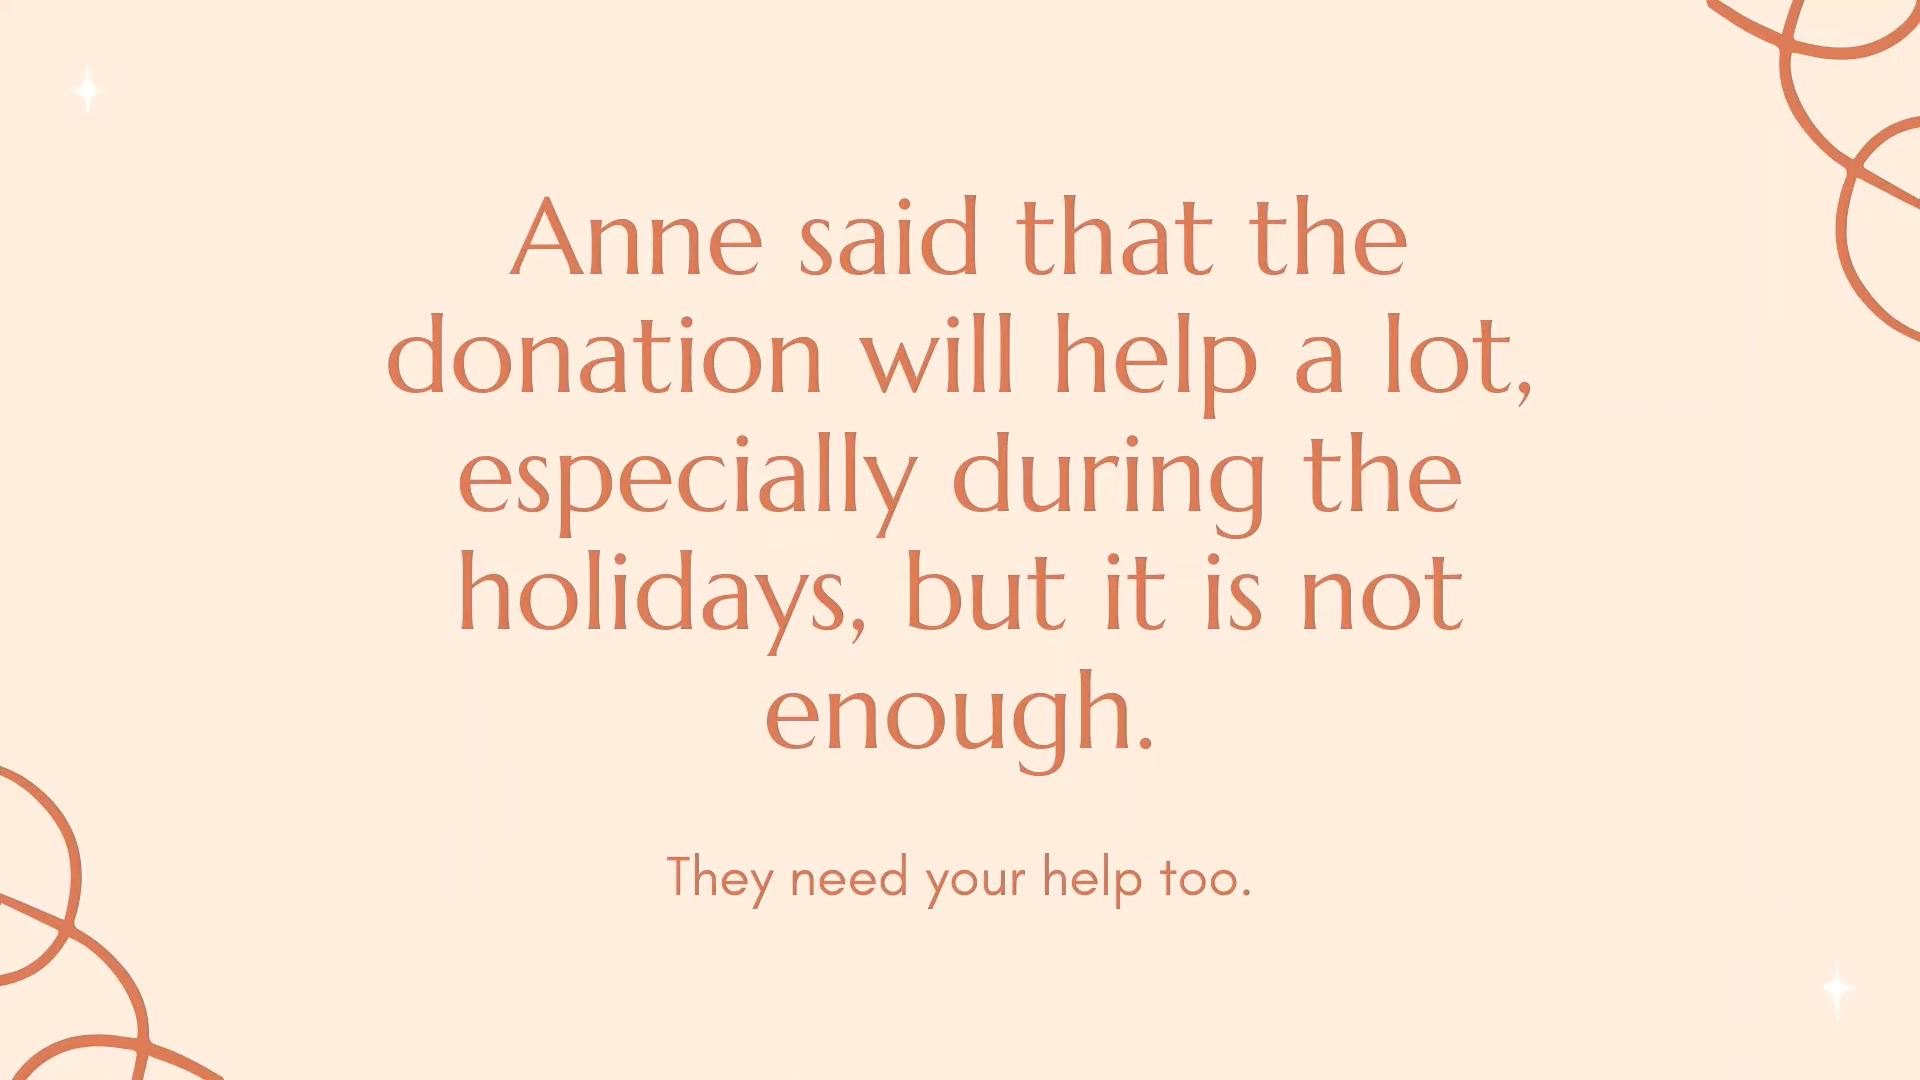 Anne said that the
donation will help a lot,
especially during the
holidays, but it is not
enough.
They need your help too.